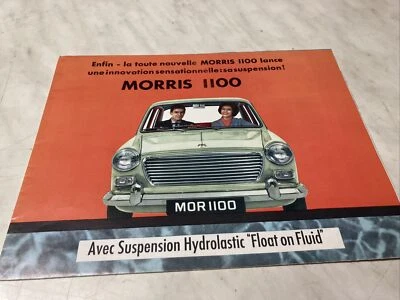 Enfin - la toute nouvelle MORRIS 1100 lance
une innovation sensationnelle: sa suspension!
MORRIS 1100
MOR 1100
Avec Suspension Hydrolastic "Float on Fluid"